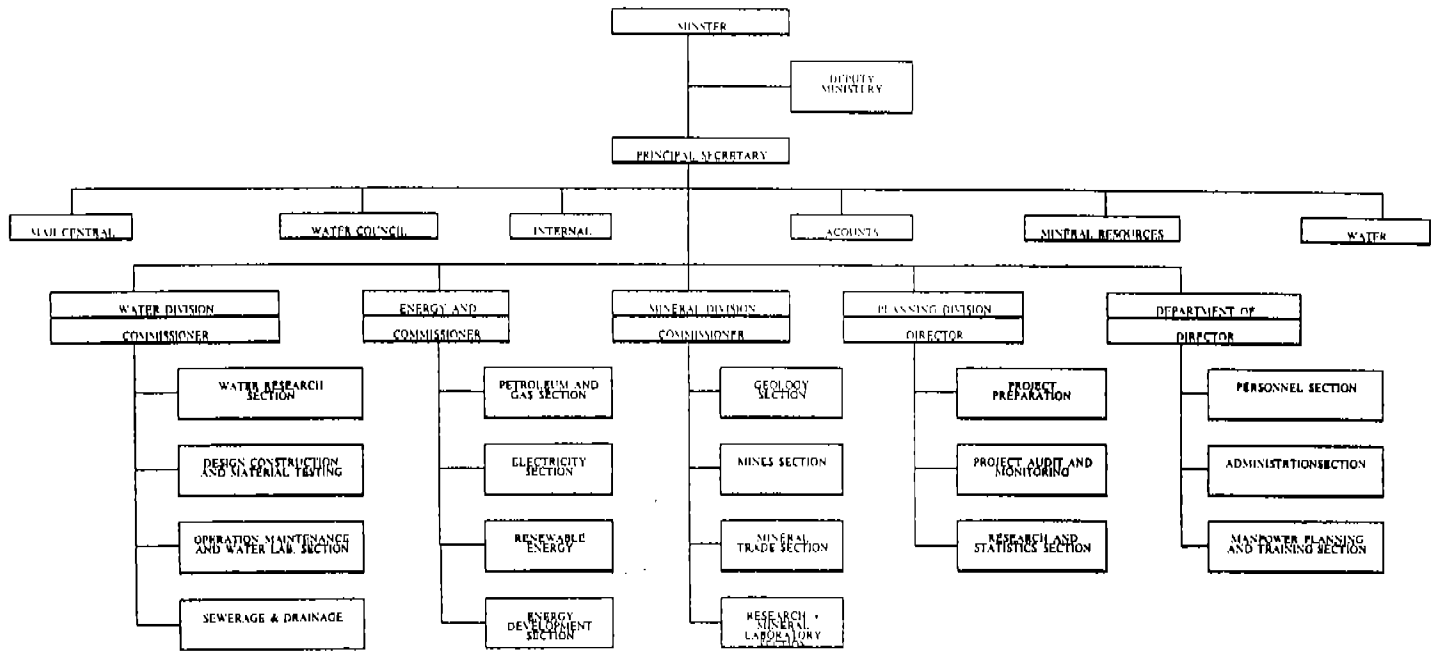 MINSTER
DEPUTY
MINISTERY
PRINCIPAL SECRETARY
MAIL CENTRAL
WATER COUNCIL
INTERNAL
ACOUNTS
MINERAL RESOURCES
WATER
WATER DIVISION
COMMISSIONER
ENERGY AND
COMMISSIONER
MINERAL DIVISION
COMMISSIONER
PLANNING DIVISION
DIRECTOR
DEPARTMENT OF
DIRECTOR
WATER RESEARCH
SECTION
PETROLEUM AND
GAS SECTION
GEOLOGY
SECTION
PROJECT
PREPARATION
PERSONNEL SECTION
DESIGN CONSTRUCTION
AND MATERIAL TESTING
ELECTRICITY
SECTION
MINES SECTION
PROJECT AUDIT AND
MONITORING
ADMINISTRTIONSECTION
OPERATION MAINTENANCE
AND WATER LAB. SECTION
RENEWABLE
ENERGY
MINERAL
TRADE SECTION
RESEARCH AND
STATISTICS SECTION
MANPOWER PLANNING
AND TRAINING SECTION
SEWERAGE & DRAINAGE
ENERGY
DEVELOPMENT
SECTION
RESEARCH -
MINERAL
LABORATORY
SECTION